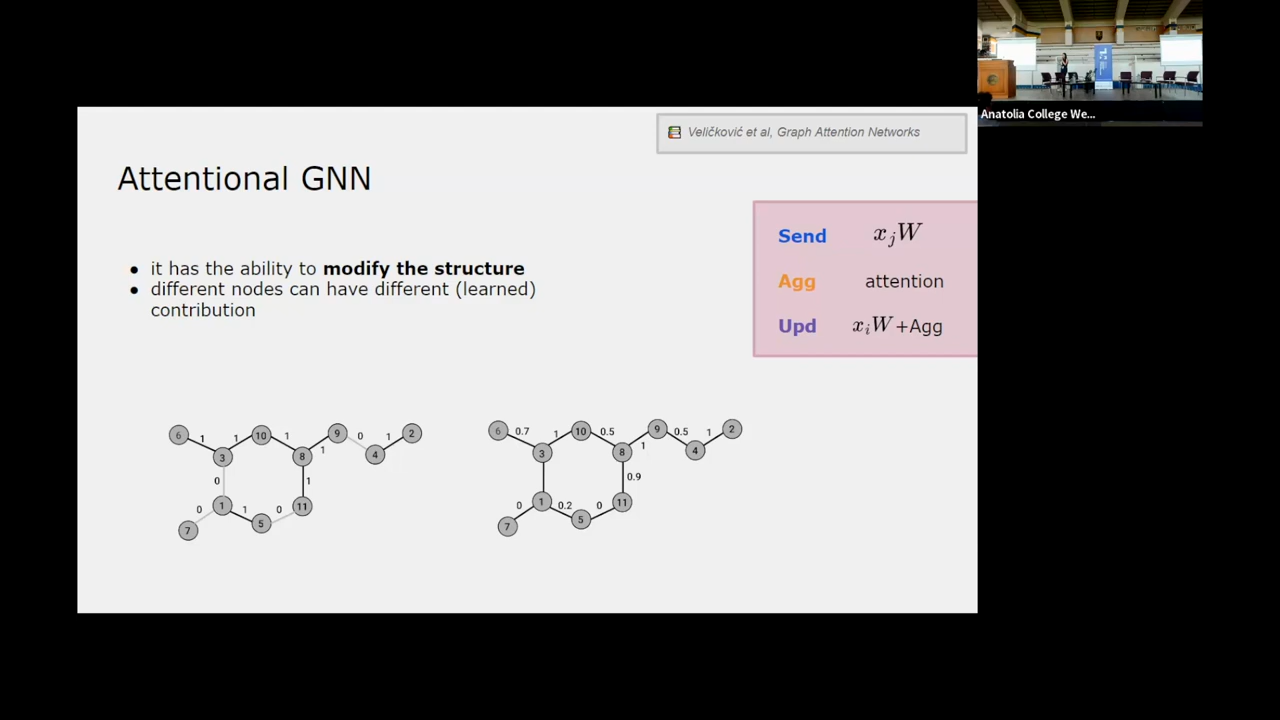 Anatolia College We...
Veličković et al, Graph Attention Networks
Attentional GNN
Send x_jW
Agg attention
Upd x_iW+Agg
● it has the ability to modify the structure
● different nodes can have different (learned)
contribution
6 1 3 1 10 1 8 1 9 0 4 1 2
0 1
7 0 1 1 5 0 11
6 0.7 3 1 10 0.5 8 1 9 0.5 4 1 2
0.9
7 0 1 0.2 5 0 11